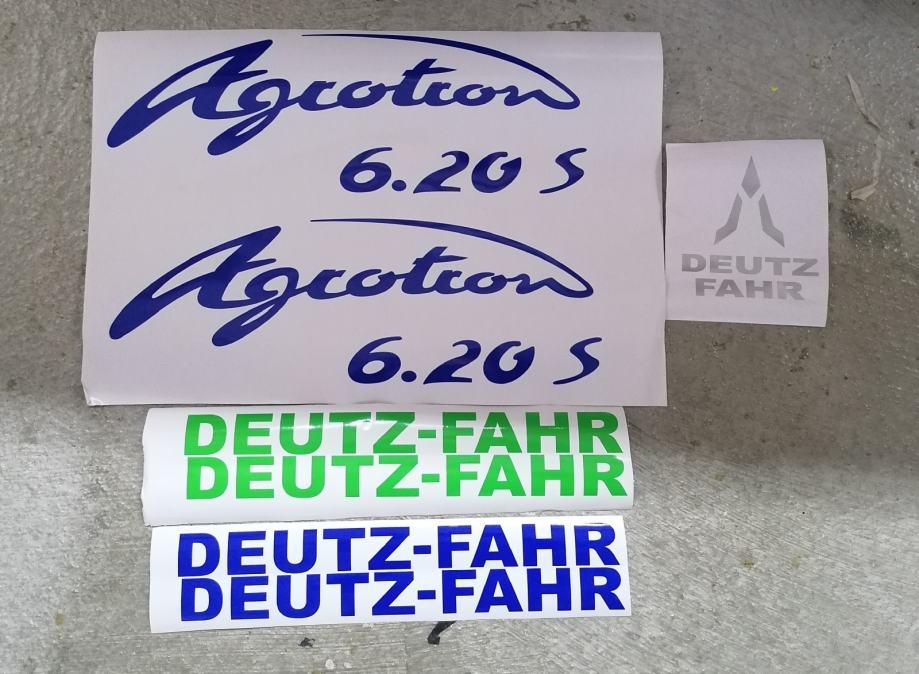 Agrotron
6.20 S
Agrotron
6.20 S
DEUTZ
FAHR
DEUTZ-FAHR
DEUTZ-FAHR
DEUTZ-FAHR
DEUTZ-FAHR